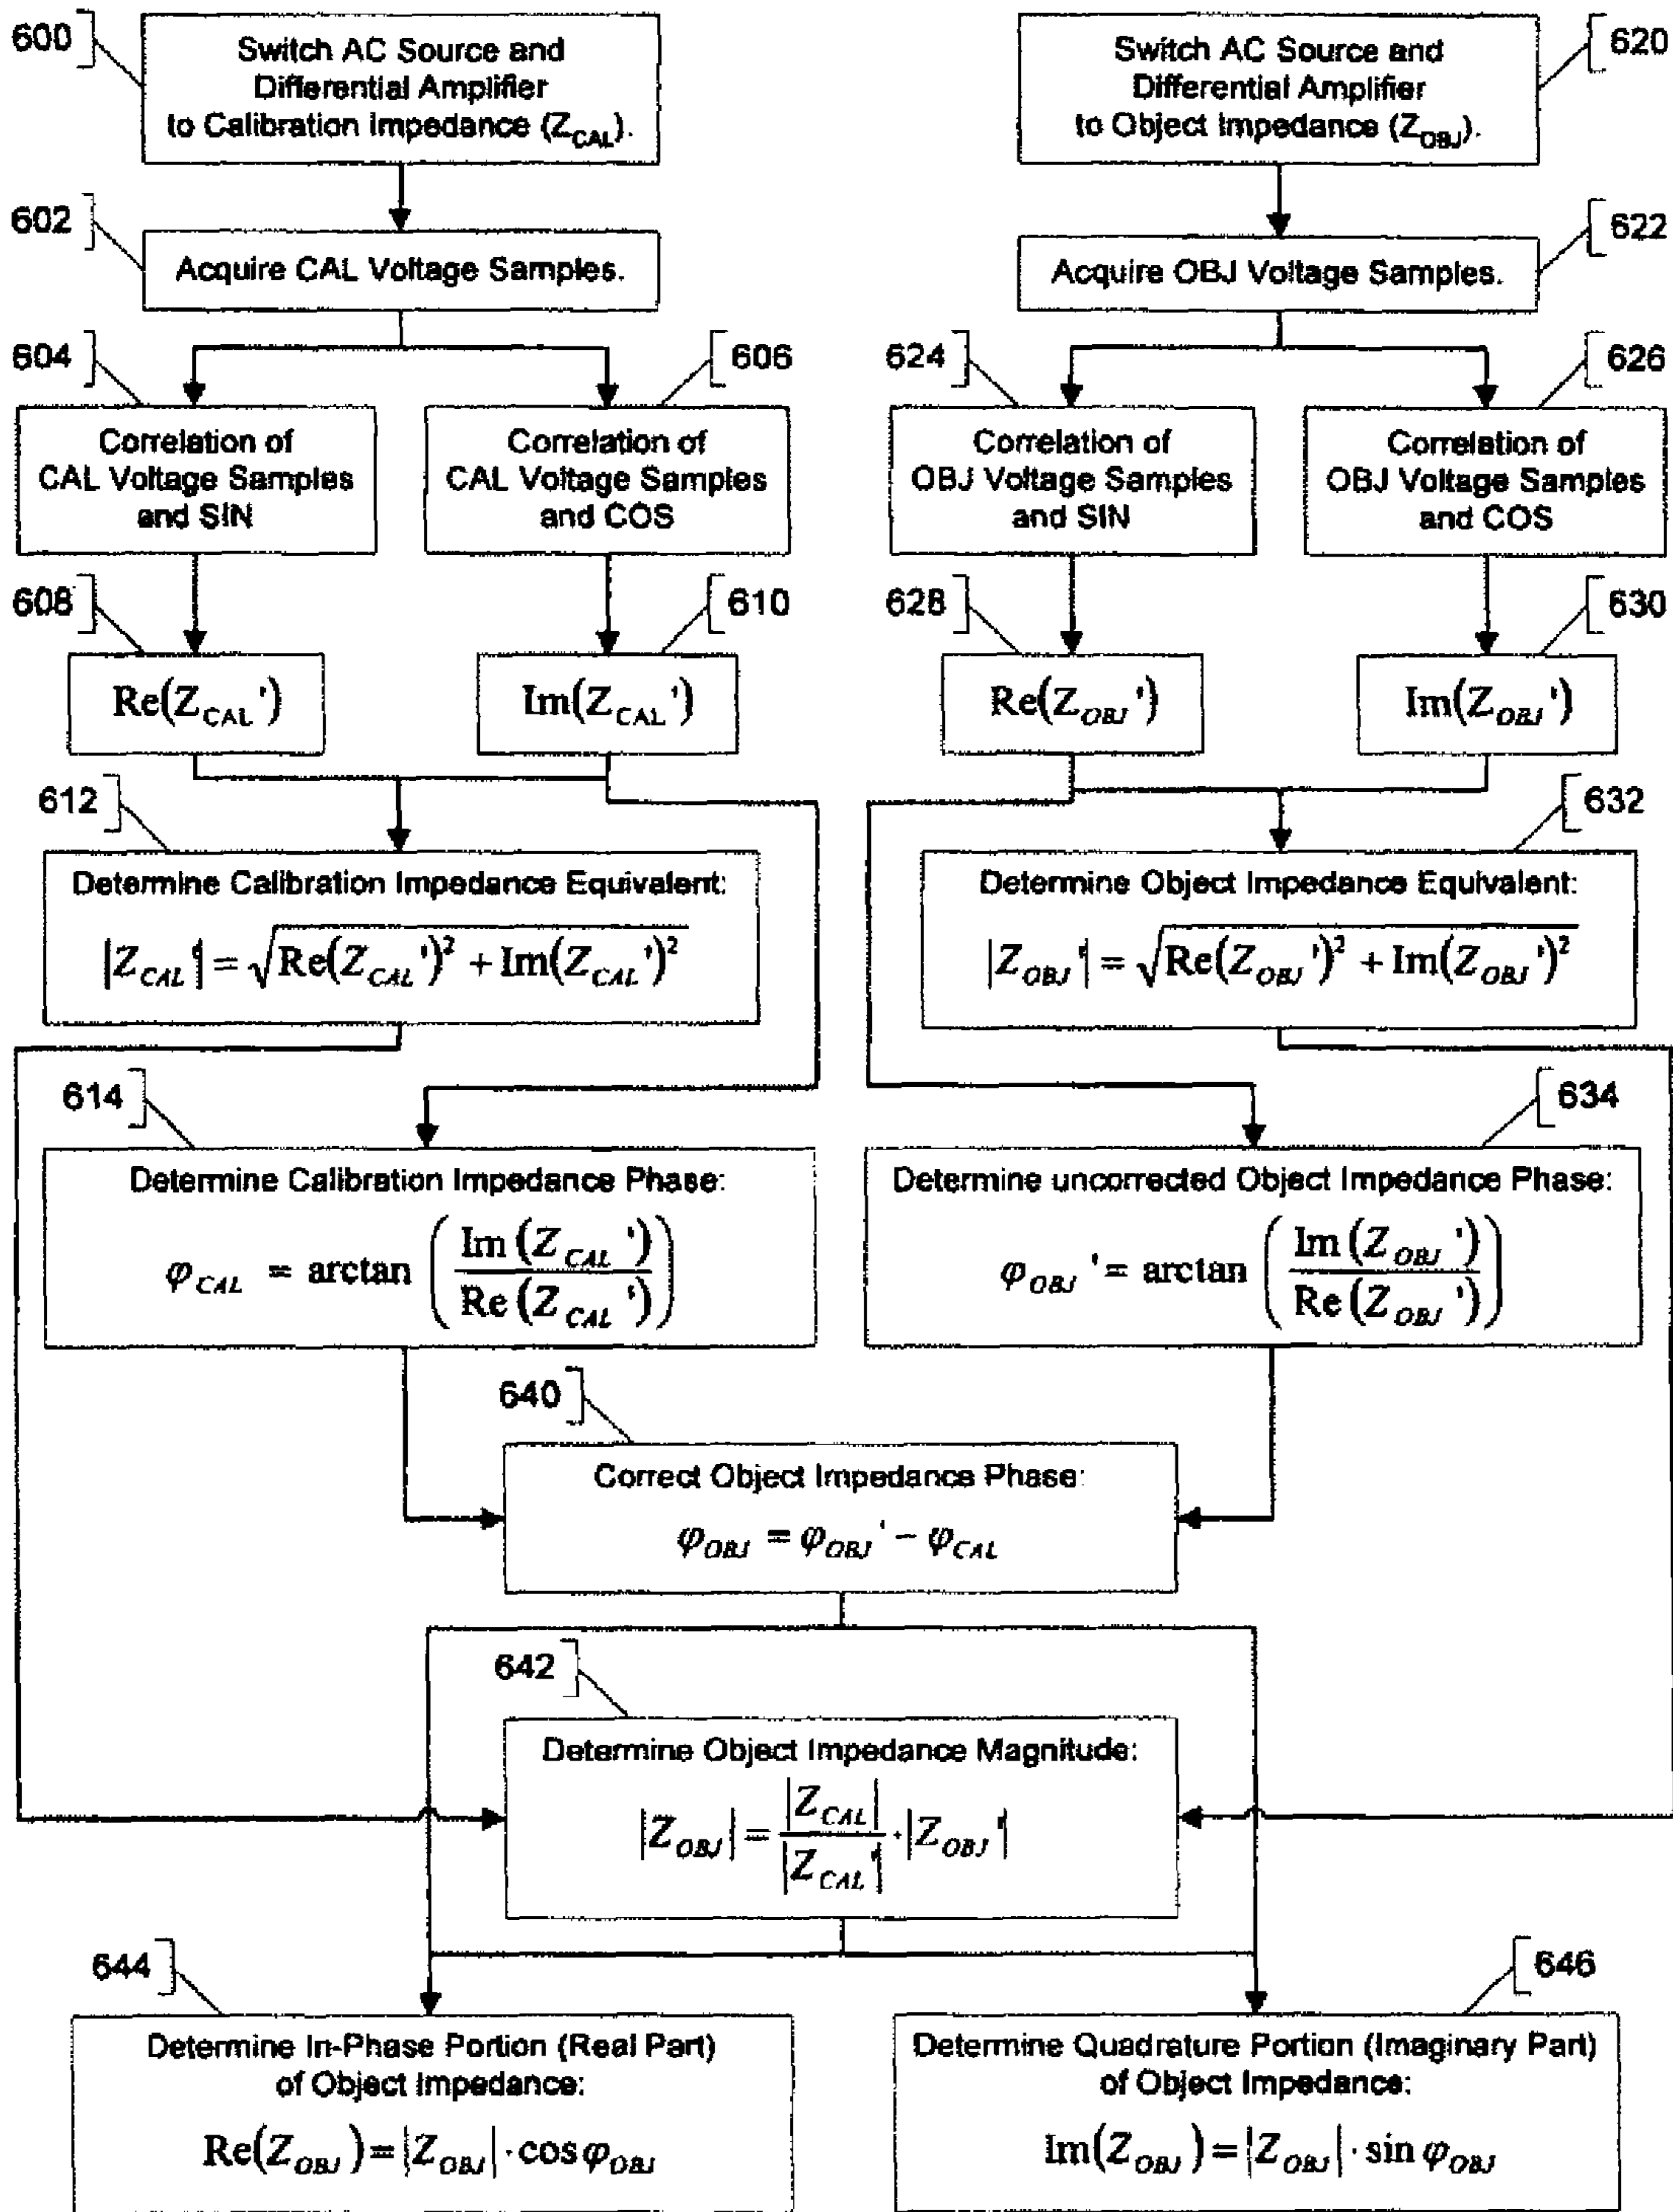 600
Switch AC Source and
Differential Amplifier
to Calibration Impedance (Z_CAL).
620
Switch AC Source and
Differential Amplifier
to Object Impedance (Z_OBJ).
602
Acquire CAL Voltage Samples.
622
Acquire OBJ Voltage Samples.
604
Correlation of
CAL Voltage Samples
and SIN
606
Correlation of
CAL Voltage Samples
and COS
624
Correlation of
OBJ Voltage Samples
and SIN
626
Correlation of
OBJ Voltage Samples
and COS
608
Re(Z_CAL')
610
Im(Z_CAL')
628
Re(Z_OBJ')
630
Im(Z_OBJ')
612
Determine Calibration Impedance Equivalent:
|Z_CAL'| = √(Re(Z_CAL')² + Im(Z_CAL')²)
632
Determine Object Impedance Equivalent:
|Z_OBJ'| = √(Re(Z_OBJ')² + Im(Z_OBJ')²)
614
Determine Calibration Impedance Phase:
φ_CAL = arctan (Im(Z_CAL') / Re(Z_CAL'))
634
Determine uncorrected Object Impedance Phase:
φ_OBJ' = arctan (Im(Z_OBJ') / Re(Z_OBJ'))
640
Correct Object Impedance Phase:
φ_OBJ = φ_OBJ' − φ_CAL
642
Determine Object Impedance Magnitude:
|Z_OBJ| = |Z_CAL| / |Z_CAL'| · |Z_OBJ'|
644
Determine In-Phase Portion (Real Part)
of Object Impedance:
Re(Z_OBJ) = |Z_OBJ| · cos φ_OBJ
646
Determine Quadrature Portion (Imaginary Part)
of Object Impedance:
Im(Z_OBJ) = |Z_OBJ| · sin φ_OBJ